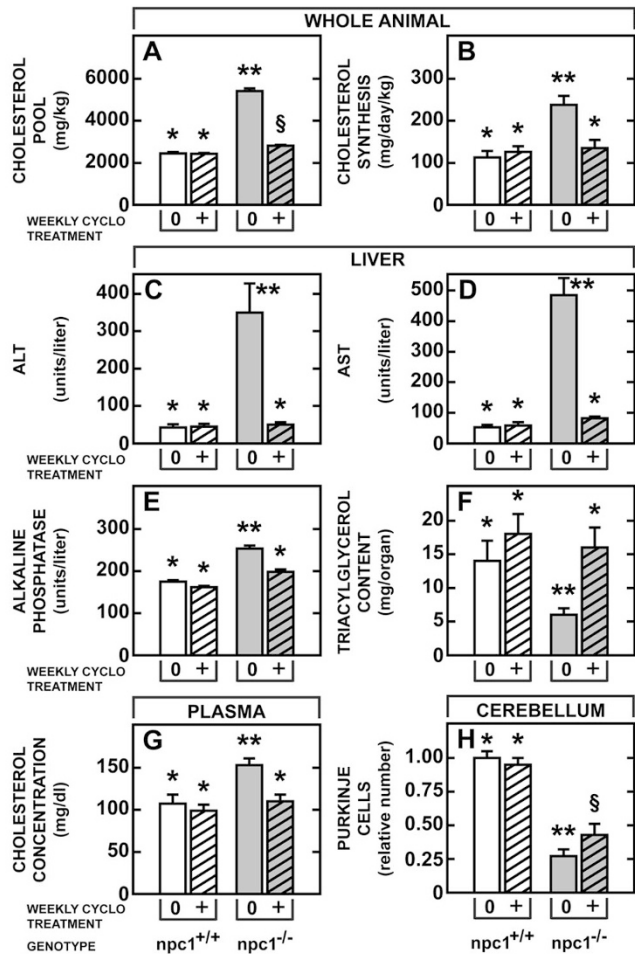 WHOLE ANIMAL
A
CHOLESTEROL
POOL
(mg/kg)
6000
4000
2000
0
*
*
**
§
WEEKLY CYCLO
TREATMENT
0
+
0
+
B
CHOLESTEROL
SYNTHESIS
(mg/day/kg)
300
200
100
0
*
*
**
*
0
+
0
+
LIVER
C
ALT
(units/liter)
400
300
200
100
0
*
*
**
*
WEEKLY CYCLO
TREATMENT
0
+
0
+
D
AST
(units/liter)
500
400
300
200
100
0
*
*
**
*
0
+
0
+
E
ALKALINE
PHOSPHATASE
(units/liter)
300
200
100
0
*
*
**
*
WEEKLY CYCLO
TREATMENT
0
+
0
+
F
TRIACYLGLYCEROL
CONTENT
(mg/organ)
20
15
10
5
0
*
*
**
*
0
+
0
+
PLASMA
G
CHOLESTEROL
CONCENTRATION
(mg/dl)
150
100
50
0
*
*
**
*
WEEKLY CYCLO
TREATMENT
0
+
0
+
GENOTYPE
npc1+/+
npc1-/-
CEREBELLUM
H
PURKINJE
CELLS
(relative number)
1.00
0.75
0.50
0.25
0
*
*
**
§
0
+
0
+
npc1+/+
npc1-/-